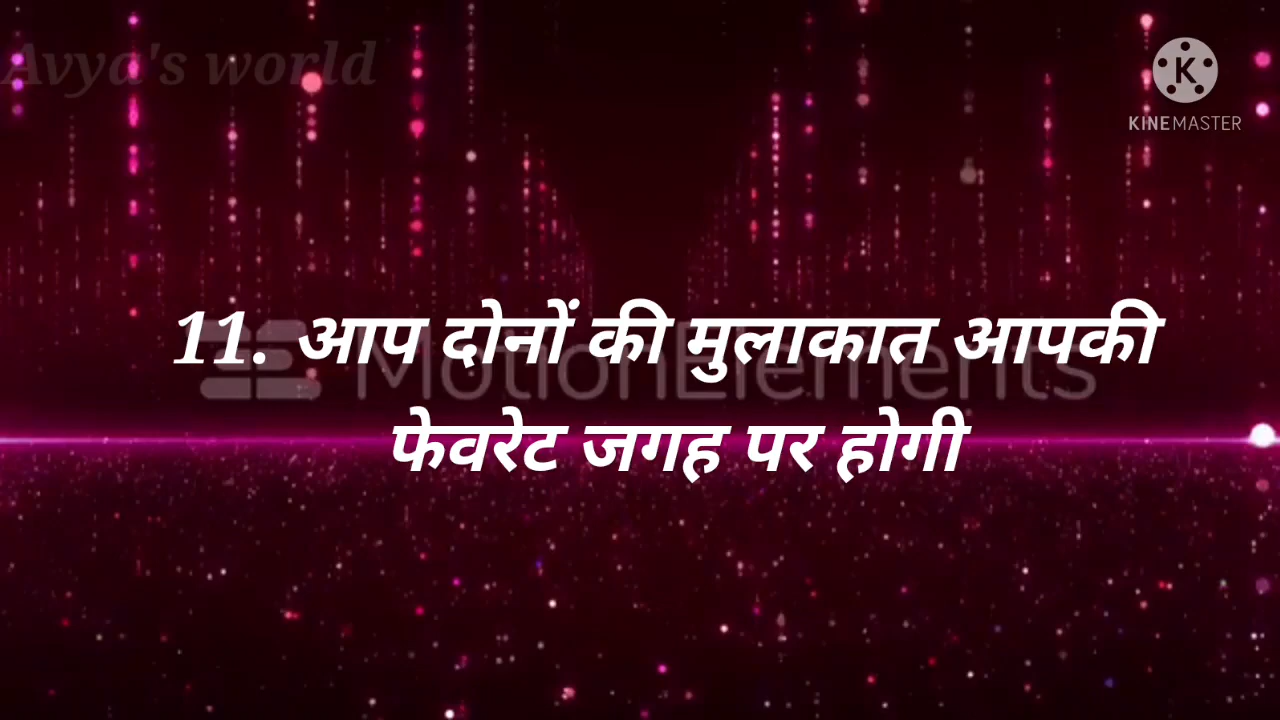 Avya's world
K
KINEMASTER
11. आप दोनों की मुलाकात आपकी
MotionElements
फेवरेट जगह पर होगी